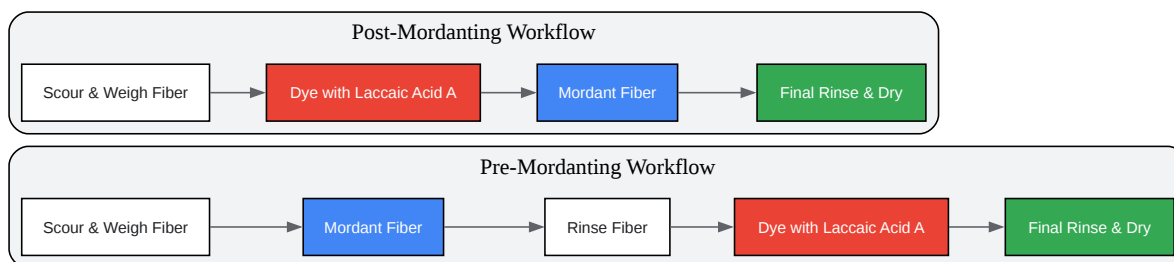 Post-Mordanting Workflow
Scour & Weigh Fiber
Dye with Laccaic Acid A
Mordant Fiber
Final Rinse & Dry
Pre-Mordanting Workflow
Scour & Weigh Fiber
Mordant Fiber
Rinse Fiber
Dye with Laccaic Acid A
Final Rinse & Dry